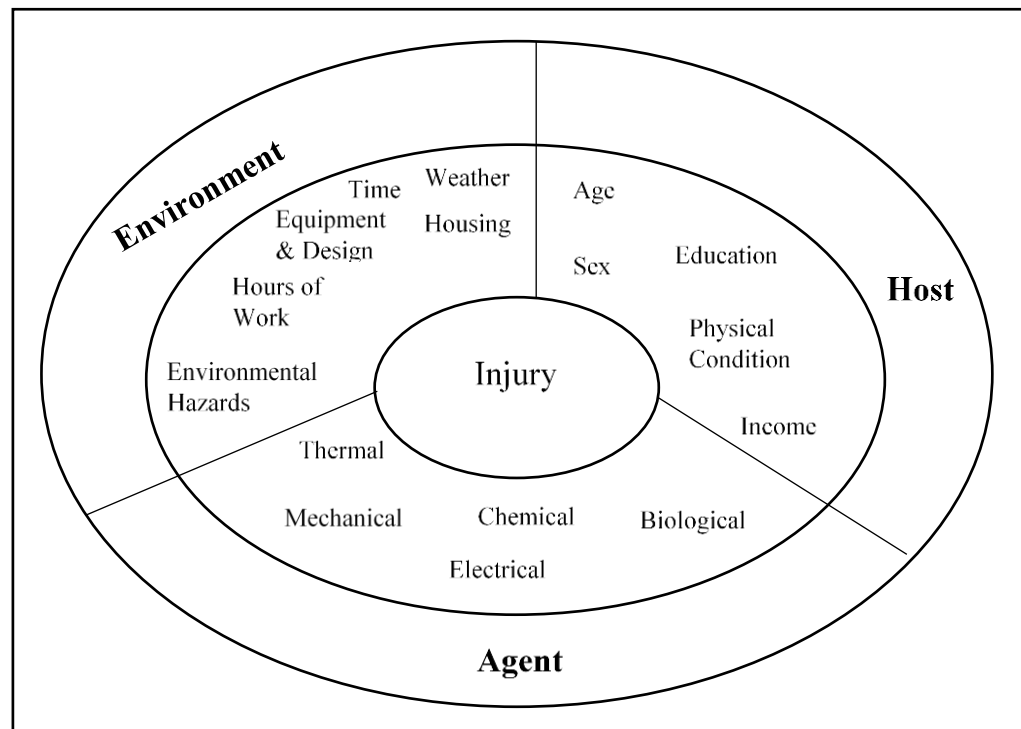 Environment
Time
Weather
Equipment
& Design
Housing
Hours of
Work
Environmental
Hazards
Age
Sex
Education
Physical
Condition
Income
Host
Injury
Thermal
Mechanical
Chemical
Biological
Electrical
Agent